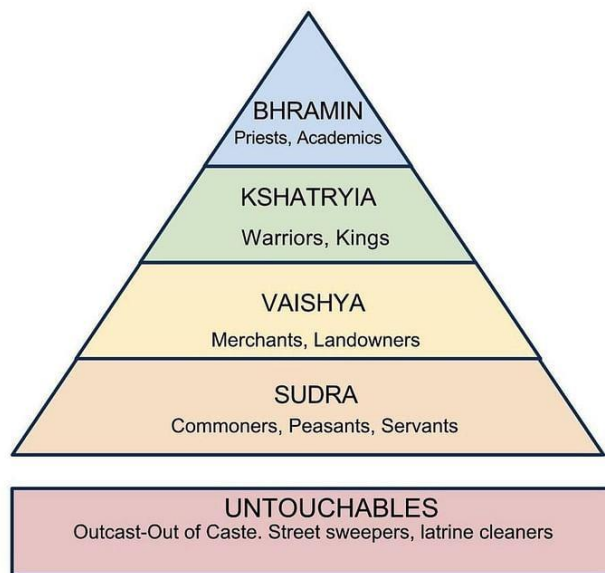 BHRAMIN
Priests, Academics
KSHATRYIA
Warriors, Kings
VAISHYA
Merchants, Landowners
SUDRA
Commoners, Peasants, Servants
UNTOUCHABLES
Outcast-Out of Caste. Street sweepers, latrine cleaners